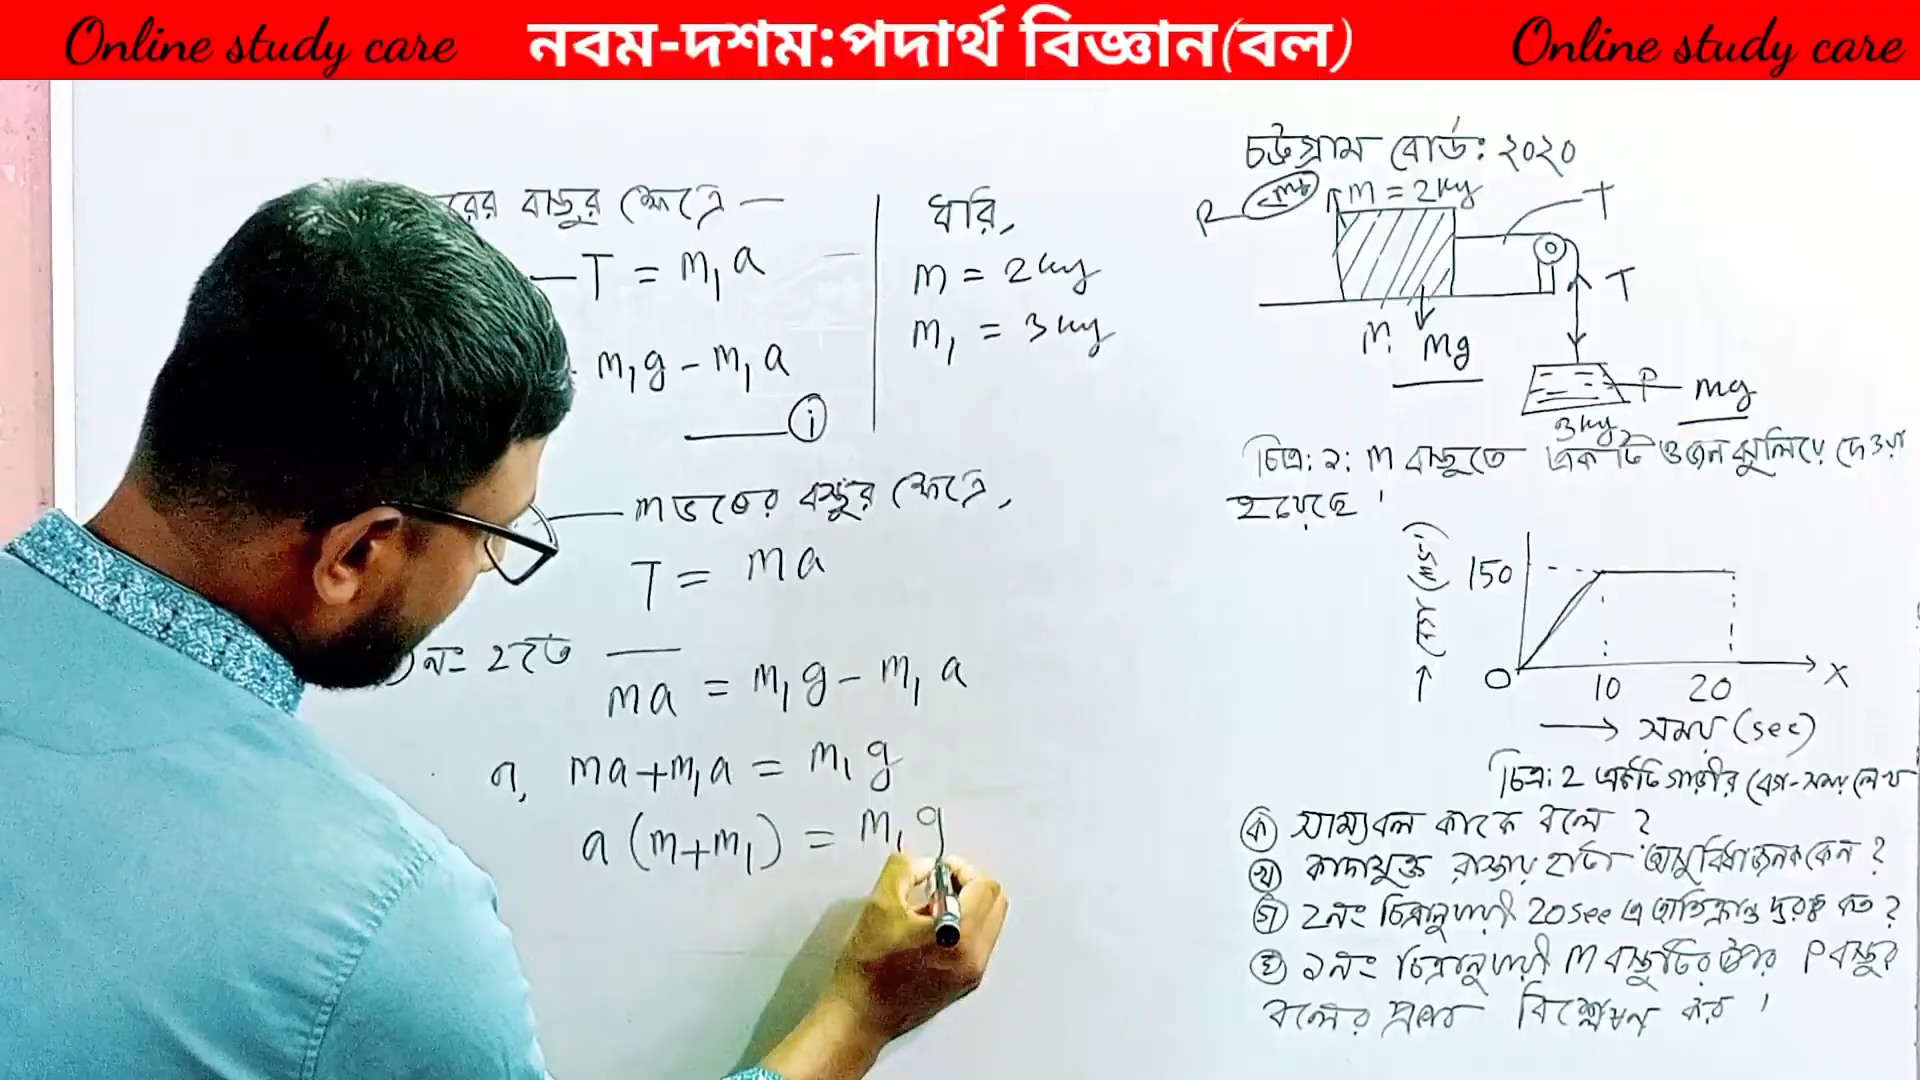 Online study care নবম-দশম:পদার্থ বিজ্ঞান(বল) Online study care
রের বস্তুর ক্ষেত্রে —
— T = m₁a
m₁g - m₁a
i
m ভরের বস্তুর ক্ষেত্রে,
T = ma
নং হতে
ma = m₁g - m₁a
বা, ma + m₁a = m₁g
a (m + m₁) = m₁g
ধরি,
m = 2kg
m₁ = 3kg
চট্টগ্রাম বোর্ড: ২০২০
R
m = 2kg
T
T
m
mg
P
mg
3kg
চিত্র: ১: m বস্তুতে একটি ওজন ঝুলিয়ে দেওয়া
হয়েছে ।
150
O
10
20
X
→ সময় (sec)
চিত্র: 2 একটি গাড়ীর বেগ-সময় লেখ
ক সাম্যবল কাকে বলে ?
খ কাদাযুক্ত রাস্তায় হাটা অসুবিধাজনক কেন ?
গ 2নং চিত্রানুযায়ী 20sec এ অতিক্রান্ত দূরত্ব কত ?
ঘ ১নং চিত্রানুযায়ী m বস্তুটির উপর P বস্তুর
বলের প্রভাব বিশ্লেষণ কর ।